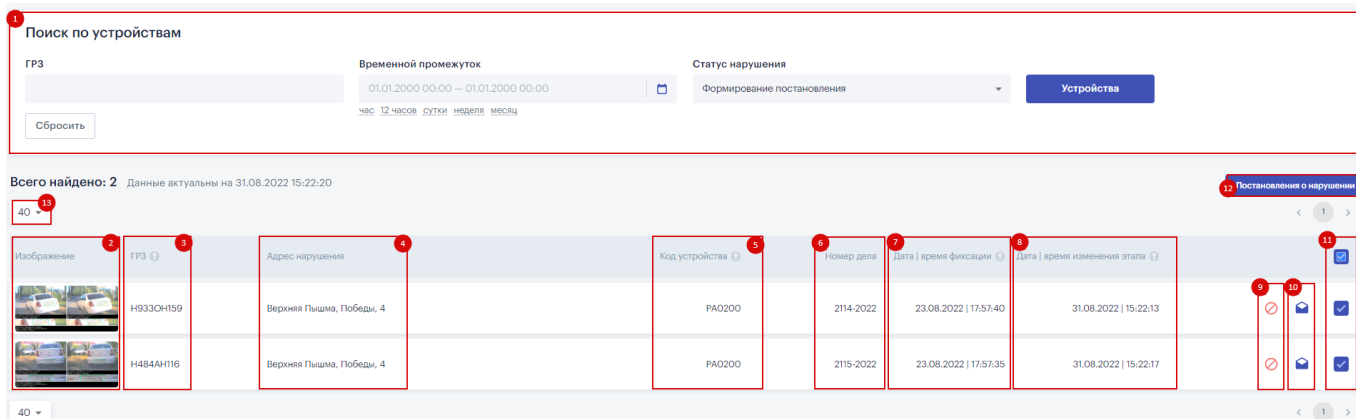 1
Поиск по устройствам
ГРЗ Временной промежуток Статус нарушения
01.01.2000 00:00 — 01.01.2000 00:00 Формирование постановления Устройства
час 12 часов сутки неделя месяц
Сбросить
Всего найдено: 2 Данные актуальны на 31.08.2022 15:22:20
12 Постановления о нарушении
40 13 < 1 >
2 3 4 5 6 7 8 11
Изображение ГРЗ Адрес нарушения Код устройства Номер дела Дата | время фиксации Дата | время изменения этапа
9 10
Н933ОН159 Верхняя Пышма, Победы, 4 РА0200 2114-2022 23.08.2022 | 17:57:40 31.08.2022 | 15:22:13
Н484АН116 Верхняя Пышма, Победы, 4 РА0200 2115-2022 23.08.2022 | 17:57:35 31.08.2022 | 15:22:17
40 < 1 >